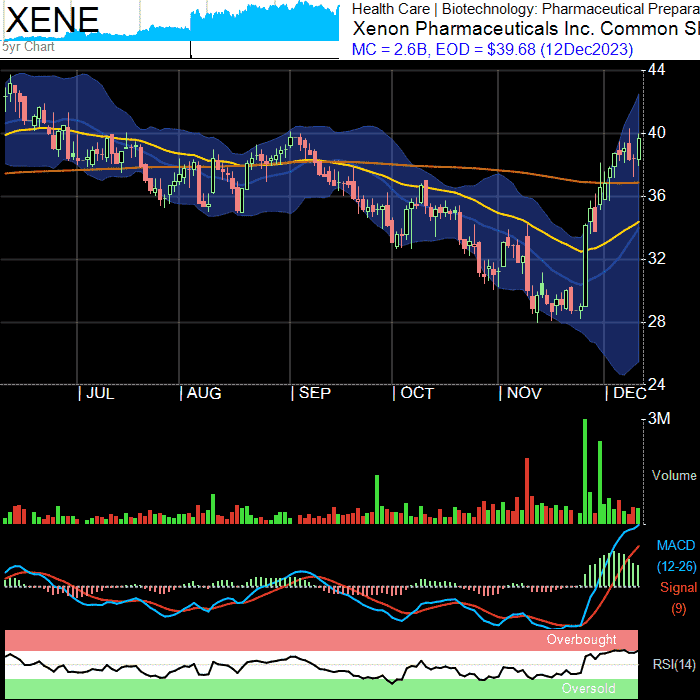 XENE
5yr Chart
Health Care | Biotechnology: Pharmaceutical Prepara
Xenon Pharmaceuticals Inc. Common S
MC = 2.6B, EOD = $39.68 (12Dec2023)
44
40
36
32
28
24
| JUL | AUG | SEP | OCT | NOV | DEC
3M
Volume
MACD
(12-26)
Signal
(9)
Overbought
RSI(14)
Oversold